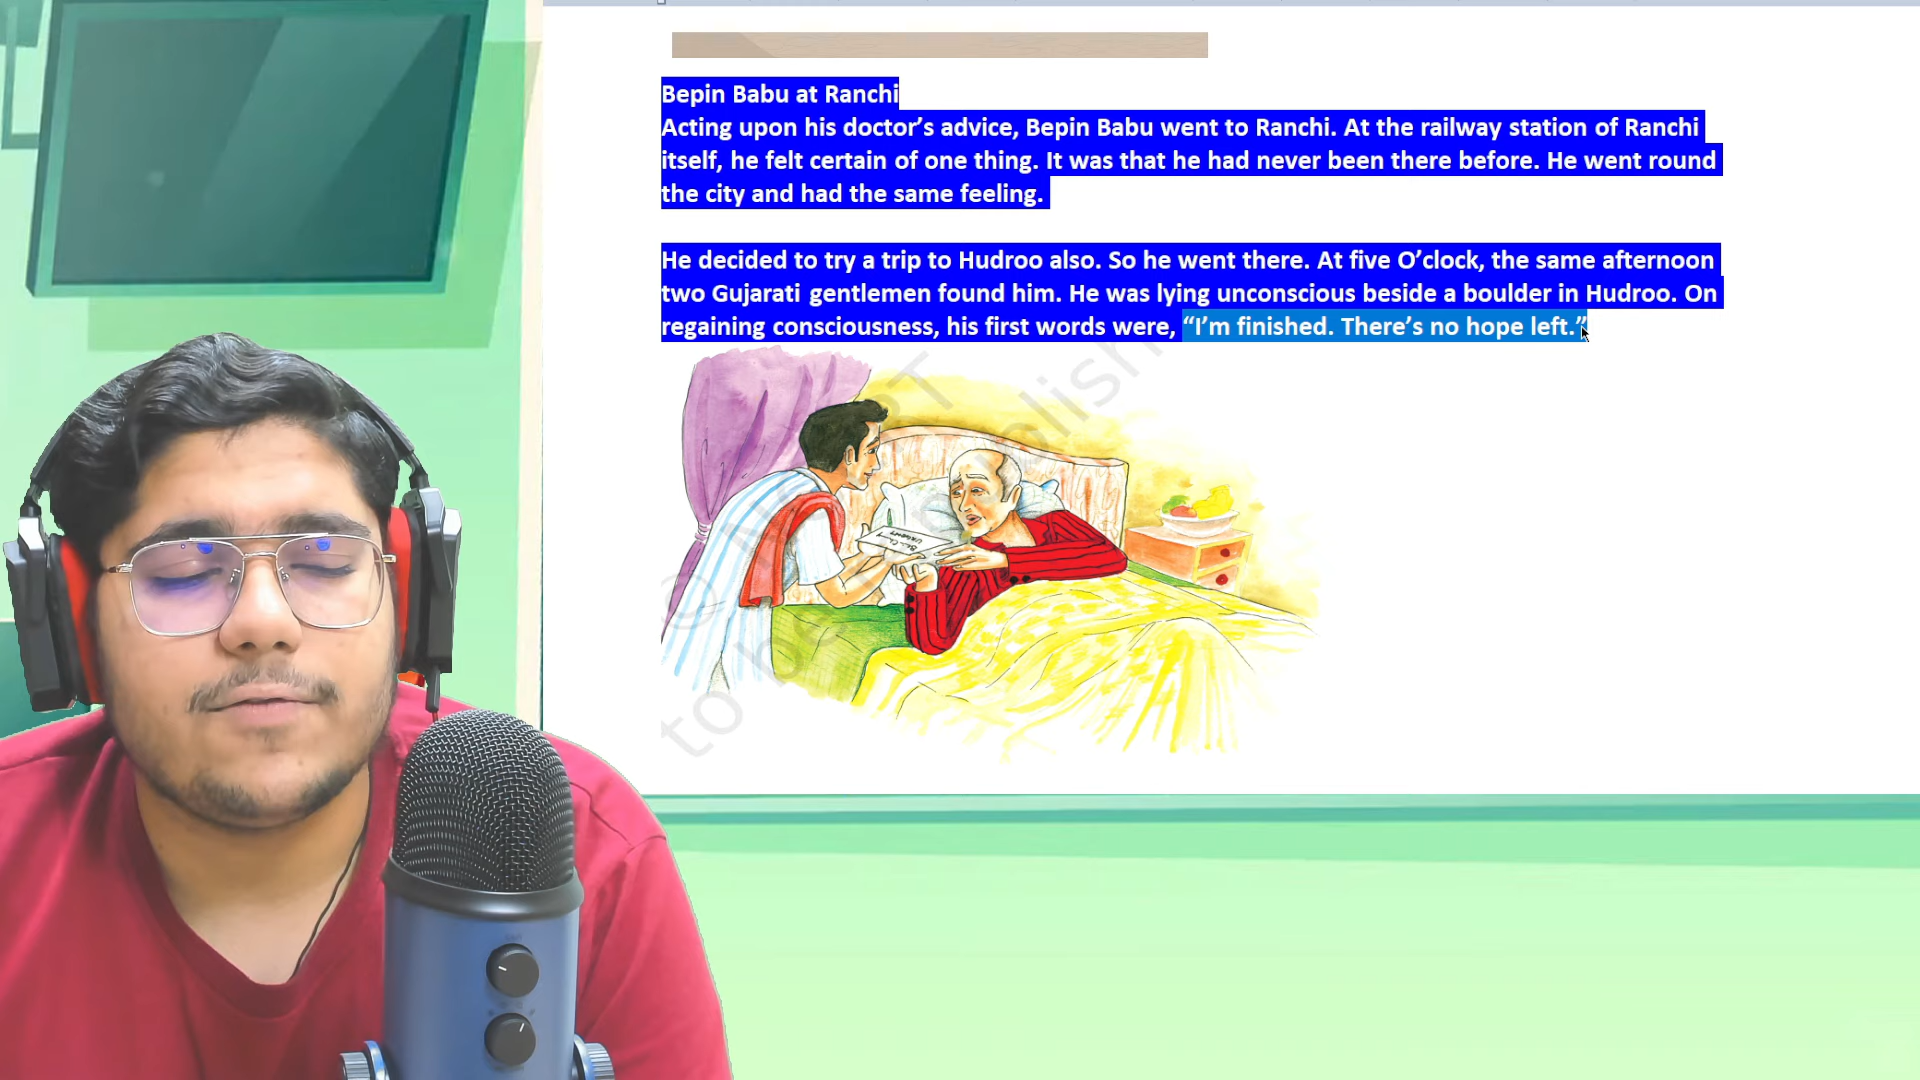 Bepin Babu at Ranchi
Acting upon his doctor’s advice, Bepin Babu went to Ranchi. At the railway station of Ranchi
itself, he felt certain of one thing. It was that he had never been there before. He went round
the city and had the same feeling.
He decided to try a trip to Hudroo also. So he went there. At five O’clock, the same afternoon
two Gujarati gentlemen found him. He was lying unconscious beside a boulder in Hudroo. On
regaining consciousness, his first words were, “I’m finished. There’s no hope left.”
to be